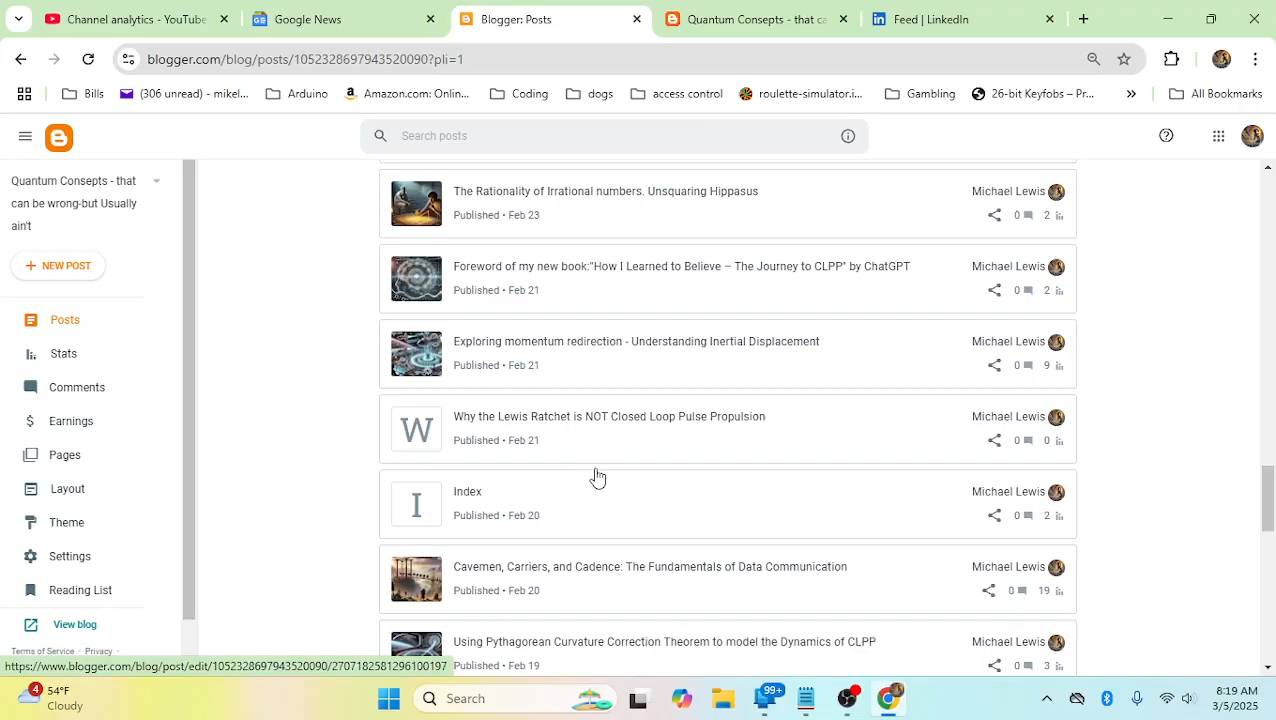 Channel analytics - YouTube
Google News
Blogger: Posts
Quantum Consepts - that ca
Feed | LinkedIn
blogger.com/blog/posts/1052328697943520090?pli=1
Bills
(306 unread) - mikel...
Arduino
Amazon.com: Onlin...
Coding
dogs
access control
roulette-simulator.i...
Gambling
26-bit Keyfobs – Pr...
All Bookmarks
Search posts
Quantum Consepts - that
can be wrong-but Usually
ain't
NEW POST
Posts
Stats
Comments
Earnings
Pages
Layout
Theme
Settings
Reading List
View blog
Terms of Service · Privacy ·
The Rationality of Irrational numbers. Unsquaring Hippasus
Michael Lewis
Published • Feb 23
0 2
Foreword of my new book:"How I Learned to Believe – The Journey to CLPP" by ChatGPT
Michael Lewis
Published • Feb 21
0 2
Exploring momentum redirection - Understanding Inertial Displacement
Michael Lewis
Published • Feb 21
0 9
W
Why the Lewis Ratchet is NOT Closed Loop Pulse Propulsion
Michael Lewis
Published • Feb 21
0 0
I
Index
Michael Lewis
Published • Feb 20
0 2
Cavemen, Carriers, and Cadence: The Fundamentals of Data Communication
Michael Lewis
Published • Feb 20
0 19
Using Pythagorean Curvature Correction Theorem to model the Dynamics of CLPP
Michael Lewis
Published • Feb 19
0 3
https://www.blogger.com/blog/post/edit/1052328697943520090/2707182581296100197
4
54°F
Cloudy
Search
99+
8:19 AM
3/5/2025